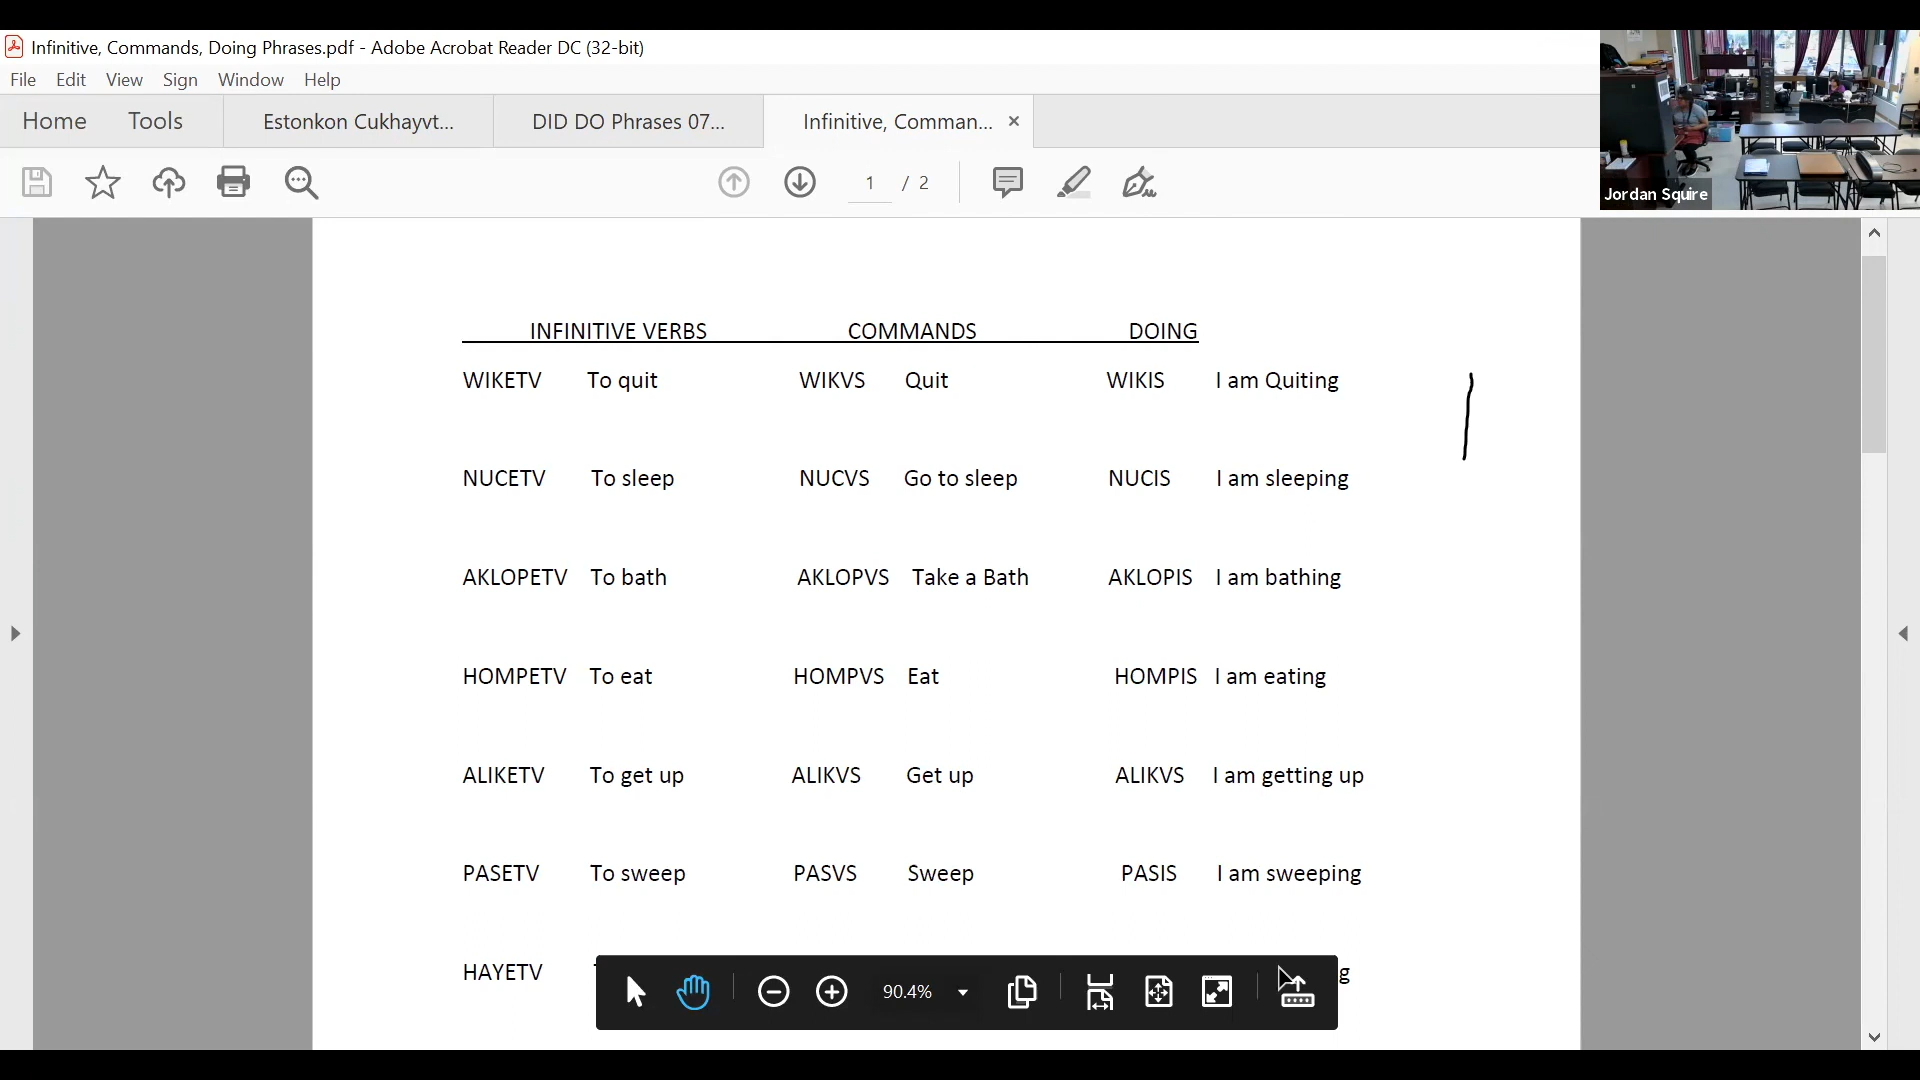 Infinitive, Commands, Doing Phrases.pdf - Adobe Acrobat Reader DC (32-bit)
File Edit View Sign Window Help
Home Tools Estonkon Cukhayvt... DID DO Phrases 07... Infinitive, Comman...
1 / 2
Jordan Squire
INFINITIVE VERBS COMMANDS DOING
WIKETV To quit WIKVS Quit WIKIS I am Quiting
NUCETV To sleep NUCVS Go to sleep NUCIS I am sleeping
AKLOPETV To bath AKLOPVS Take a Bath AKLOPIS I am bathing
HOMPETV To eat HOMPVS Eat HOMPIS I am eating
ALIKETV To get up ALIKVS Get up ALIKVS I am getting up
PASETV To sweep PASVS Sweep PASIS I am sweeping
HAYETV
90.4%